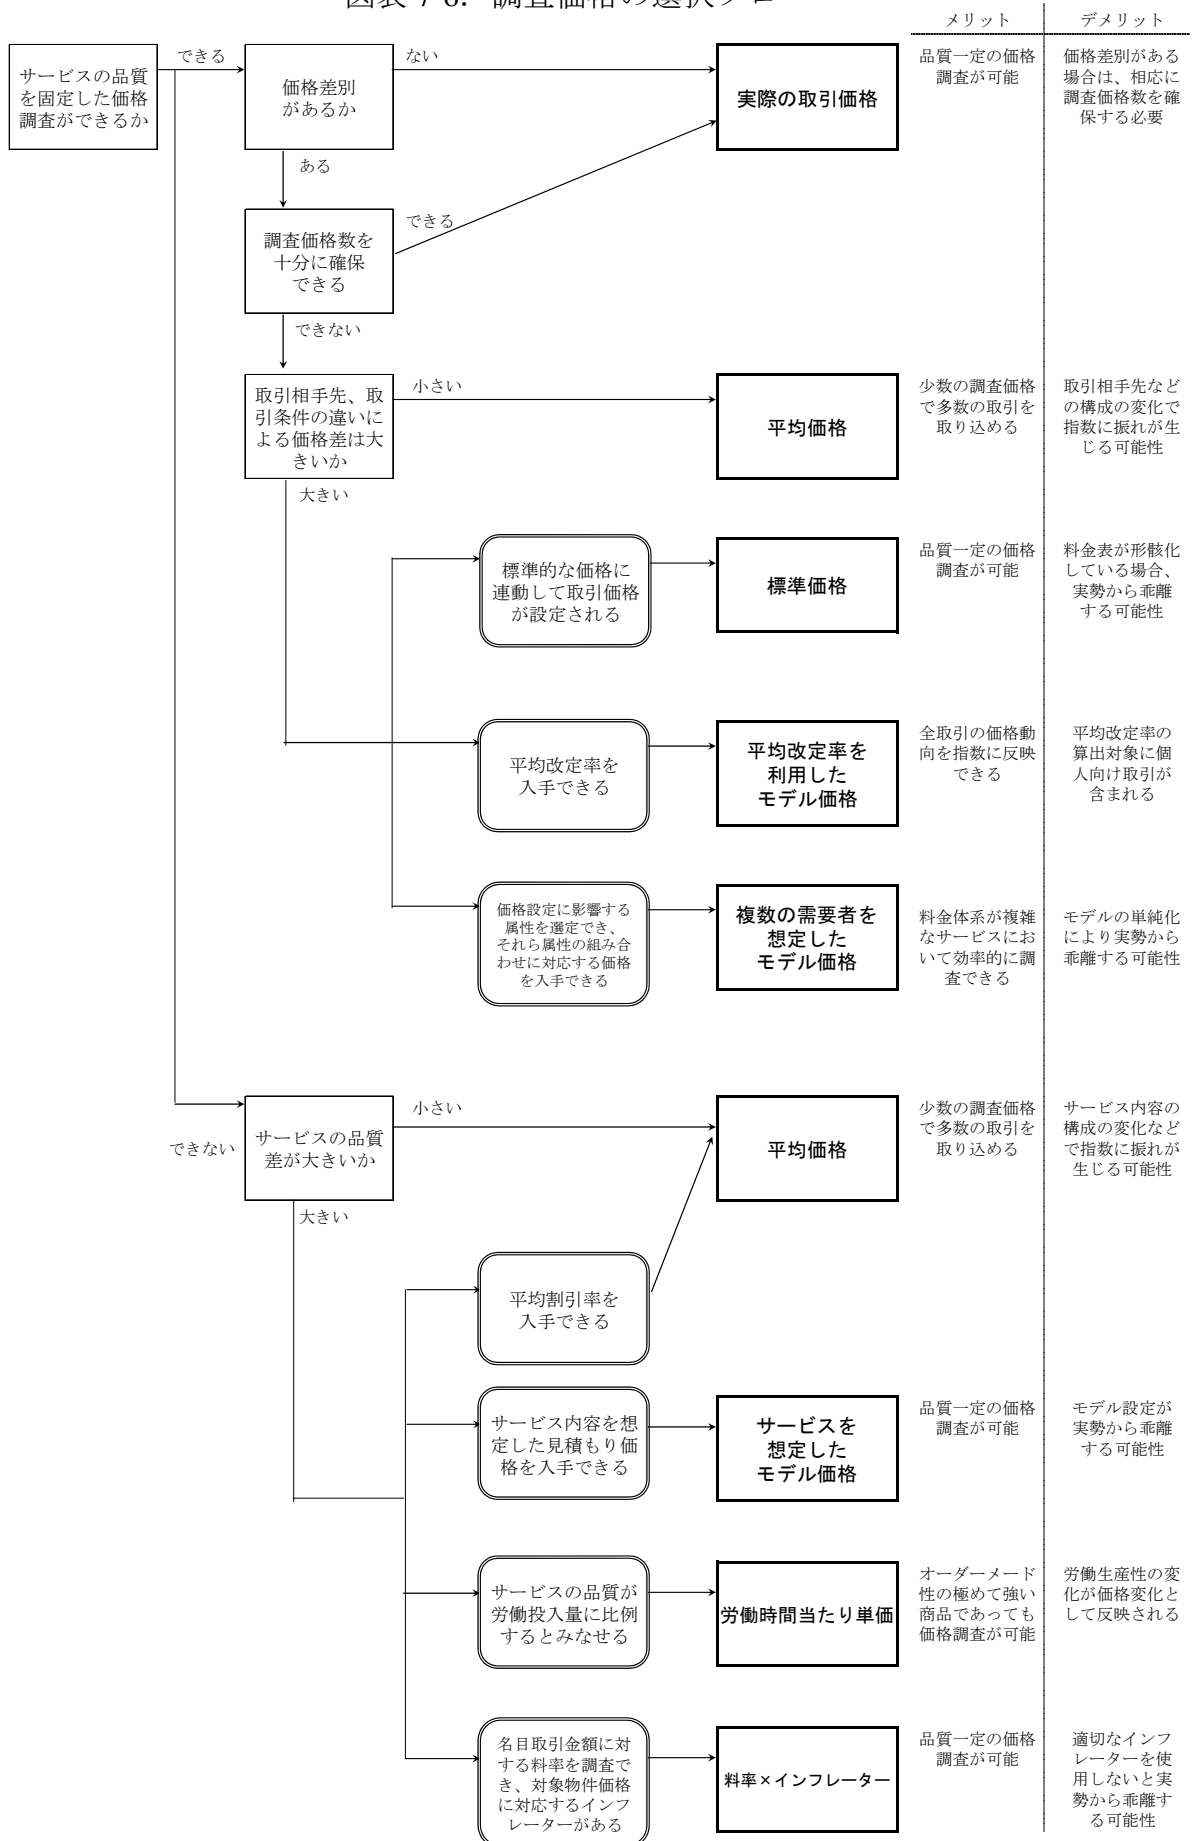 図表 7-6. 調査価格の選択フロー
メリット
デメリット
サービスの品質
を固定した価格
調査ができるか
できる
価格差別
があるか
ない
実際の取引価格
品質一定の価格
調査が可能
価格差別がある
場合は、相応に
調査価格数を確
保する必要
ある
調査価格数を
十分に確保
できる
できる
できない
取引相手先、取
引条件の違いに
よる価格差は大
きいか
小さい
平均価格
少数の調査価格
で多数の取引を
取り込める
取引相手先など
の構成の変化で
指数に振れが生
じる可能性
大きい
標準的な価格に
連動して取引価格
が設定される
標準価格
品質一定の価格
調査が可能
料金表が形骸化
している場合、
実勢から乖離
する可能性
平均改定率を
入手できる
平均改定率を
利用した
モデル価格
全取引の価格動
向を指数に反映
できる
平均改定率の
算出対象に個
人向け取引が
含まれる
価格設定に影響する
属性を選定でき、
それら属性の組み合
わせに対応する価格
を入手できる
複数の需要者を
想定した
モデル価格
料金体系が複雑
なサービスにお
いて効率的に調
査できる
モデルの単純化
により実勢から
乖離する可能性
できない
サービスの品質
差が大きいか
小さい
平均価格
少数の調査価格
で多数の取引を
取り込める
サービス内容の
構成の変化など
で指数に振れが
生じる可能性
大きい
平均割引率を
入手できる
サービス内容を想
定した見積もり価
格を入手できる
サービスを
想定した
モデル価格
品質一定の価格
調査が可能
モデル設定が
実勢から乖離
する可能性
サービスの品質が
労働投入量に比例
するとみなせる
労働時間当たり単価
オーダーメード
性の極めて強い
商品であっても
価格調査が可能
労働生産性の変
化が価格変化と
して反映される
名目取引金額に対
する料率を調査で
き、対象物件価格
に対応するインフ
レーターがある
料率×インフレーター
品質一定の価格
調査が可能
適切なインフ
レーターを使
用しないと実
勢から乖離す
る可能性